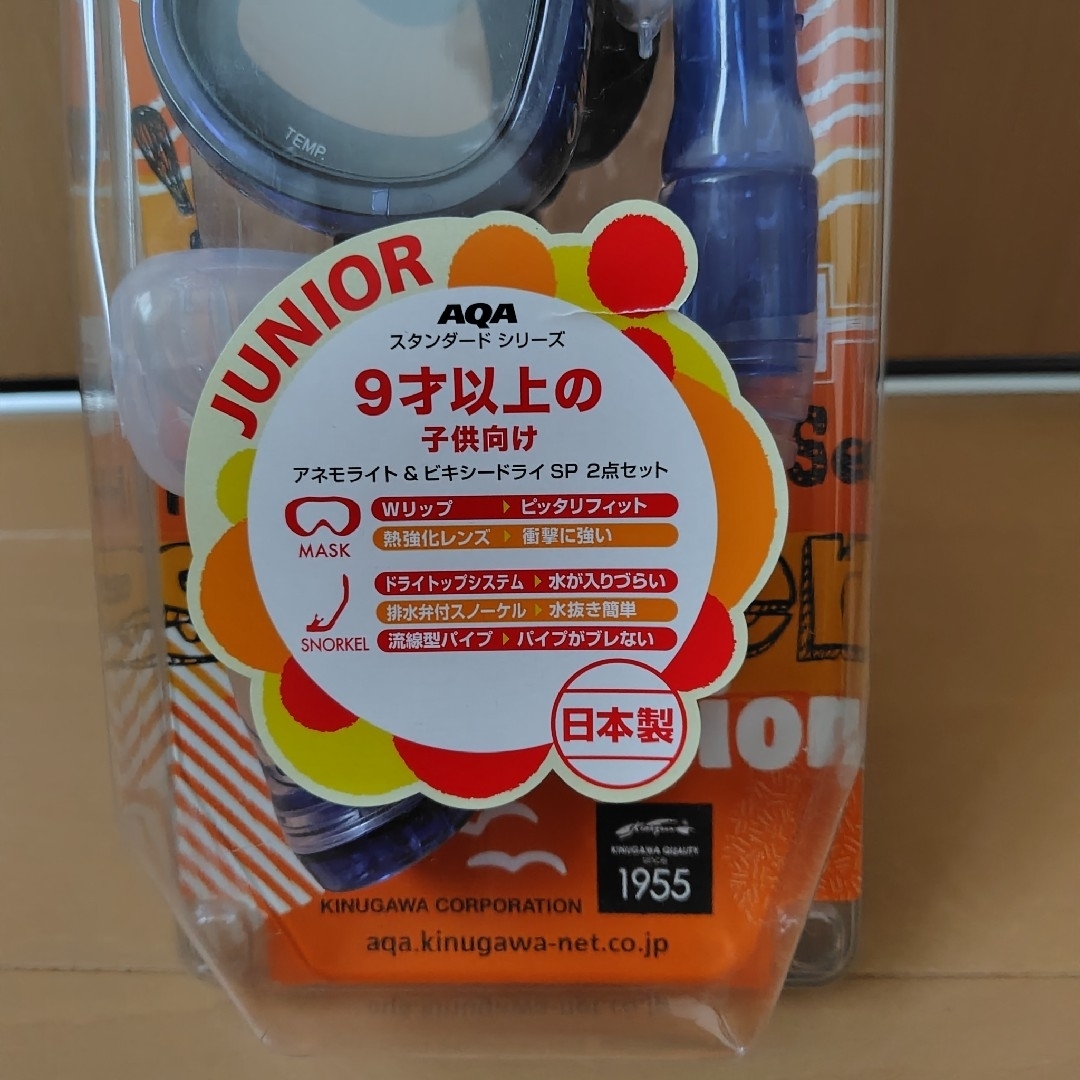 TEMP.
JUNIOR
AQA
スタンダード シリーズ
9才以上の
子供向け
アネモライト & ビキシードライ SP 2点セット
MASK
Wリップ ピッタリフィット
熱強化レンズ 衝撃に強い
SNORKEL
ドライトップシステム 水が入りづらい
排水弁付スノーケル 水抜き簡単
流線型パイプ パイプがブレない
日本製
Kinugawa
KINUGAWA QUALITY
SINCE
1955
KINUGAWA CORPORATION
aqa.kinugawa-net.co.jp